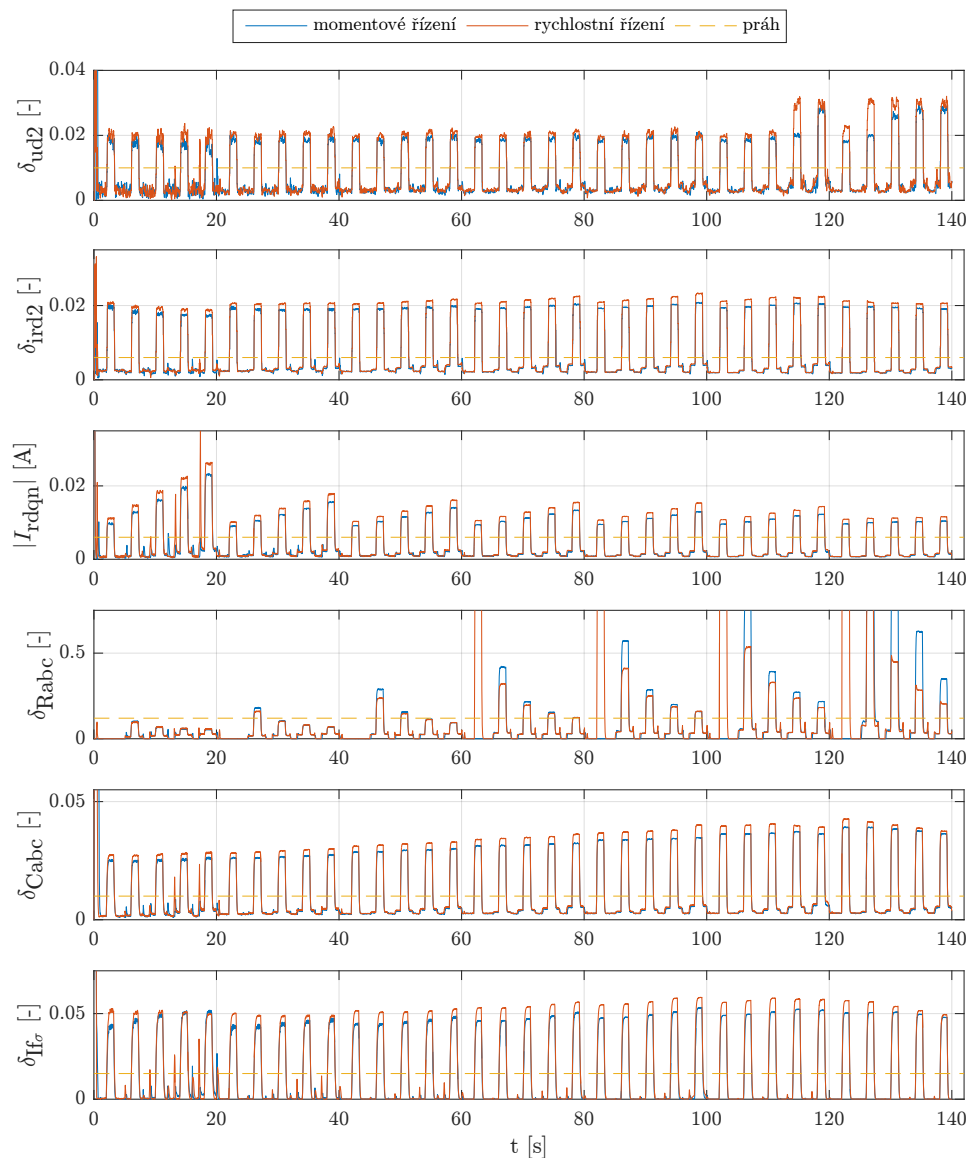 momentové řízení rychlostní řízení práh
0.04
0.02
0
δud2 [-]
0 20 40 60 80 100 120 140
0.02
0
δird2 [-]
0 20 40 60 80 100 120 140
0.02
0
|Irdqn| [A]
0 20 40 60 80 100 120 140
0.5
0
δRabc [-]
0 20 40 60 80 100 120 140
0.05
0
δCabc [-]
0 20 40 60 80 100 120 140
0.05
0
δIfσ [-]
0 20 40 60 80 100 120 140
t [s]